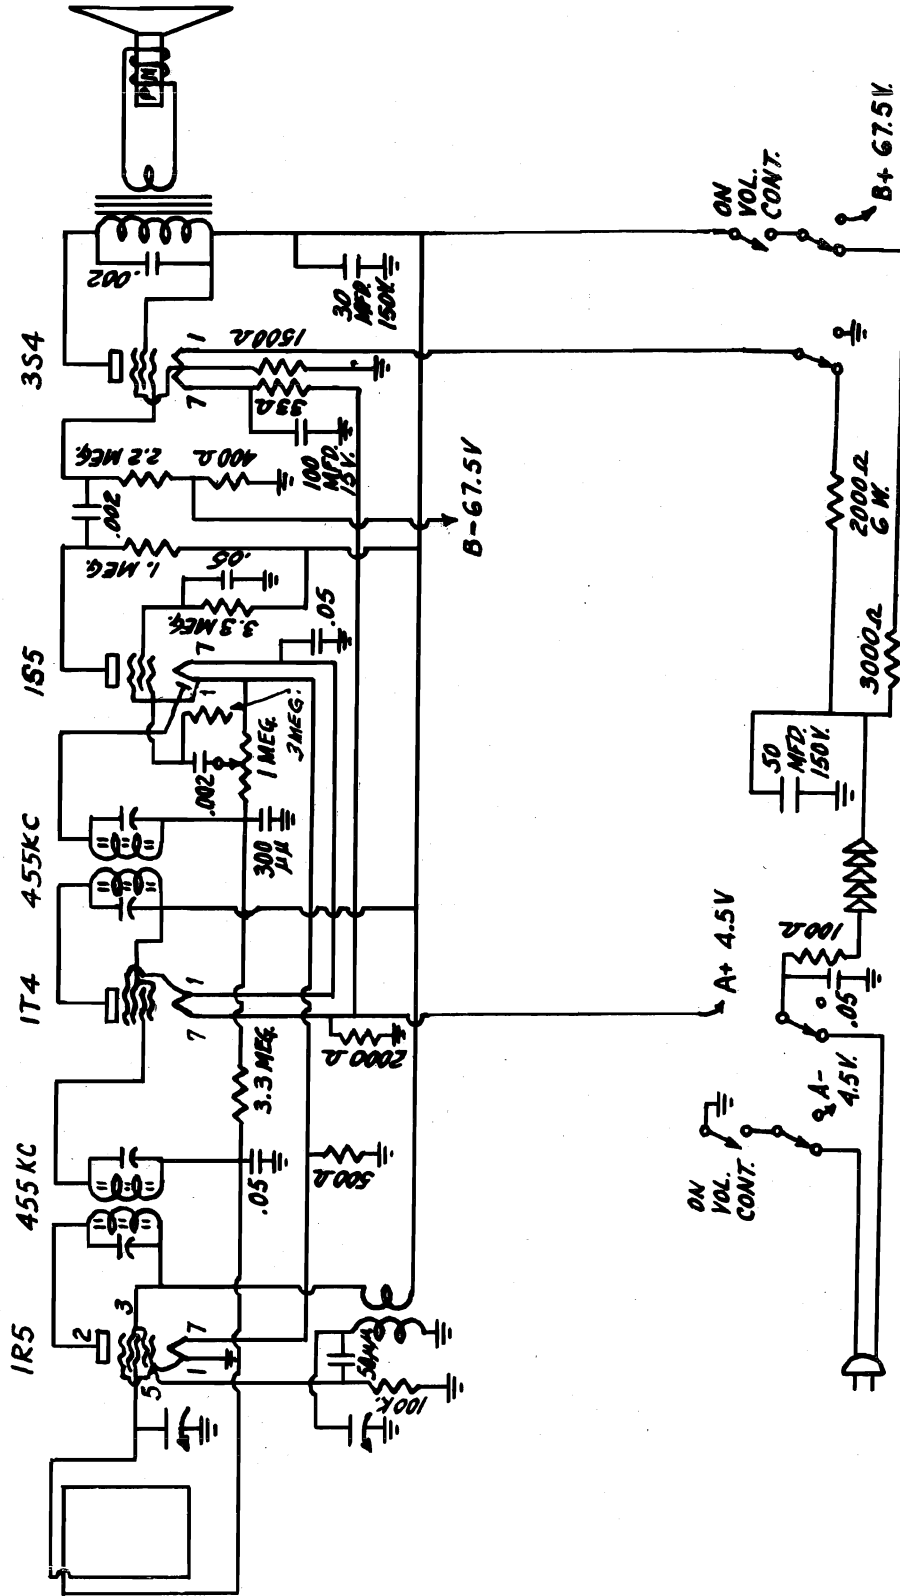 1R5
455KC
1T4
455KC
1S5
3S4
2
3
5
1
7
3.3 MEG.
.05
500Ω
50μμ
100K.
7
1
2000Ω
300
μμ
.002
1 MEG.
3 MEG.
1
7
3.3 MEG.
.05
.05
1. MEG.
.002
2.2 MEG.
400Ω
B-67.5V
.002
1
7
1500Ω
33Ω
100
MFD.
15V.
30
MFD.
150V.
PM
ON
VOL.
CONT.
B+ 67.5V.
2000Ω
6 W.
3000Ω
50
MFD.
150V.
100Ω
.05
A+ 4.5V
A-
4.5V.
ON
VOL.
CONT.